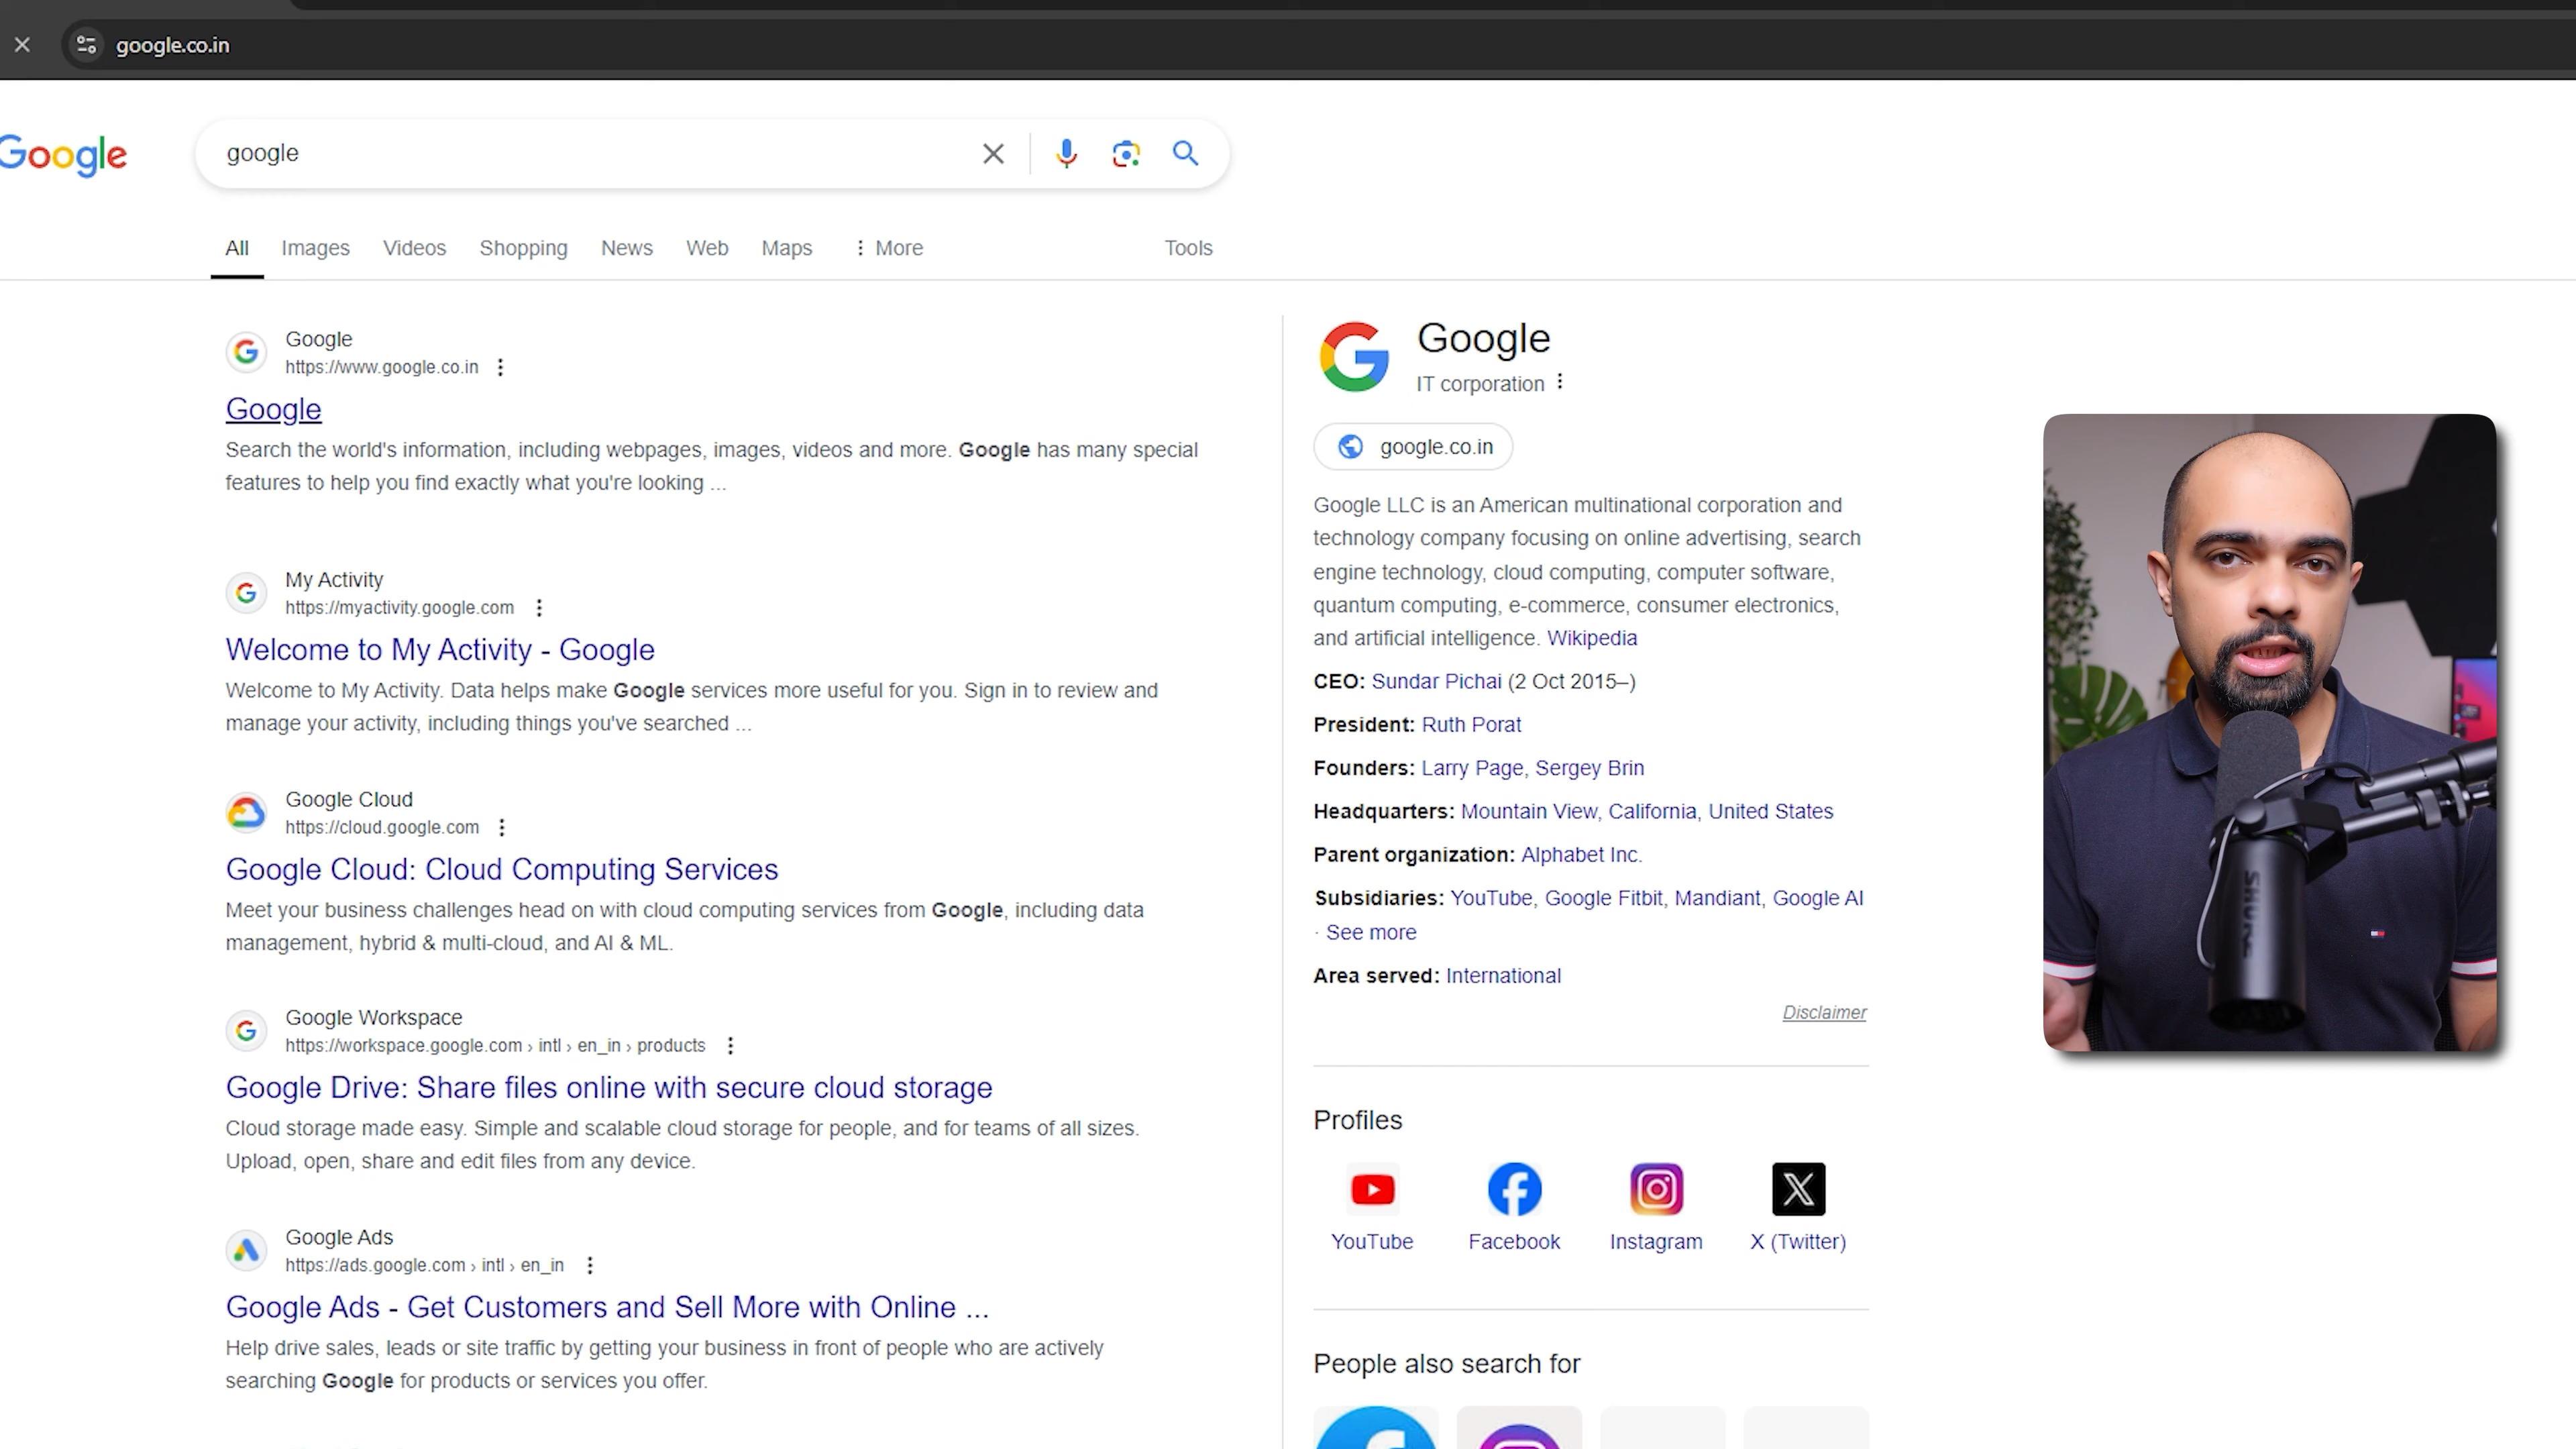 google.co.in
Google
google
All
Images
Videos
Shopping
News
Web
Maps
More
Tools
Google
https://www.google.co.in
Google
Search the world's information, including webpages, images, videos and more. Google has many special
features to help you find exactly what you're looking ...
My Activity
https://myactivity.google.com
Welcome to My Activity - Google
Welcome to My Activity. Data helps make Google services more useful for you. Sign in to review and
manage your activity, including things you've searched ...
Google Cloud
https://cloud.google.com
Google Cloud: Cloud Computing Services
Meet your business challenges head on with cloud computing services from Google, including data
management, hybrid & multi-cloud, and AI & ML.
Google Workspace
https://workspace.google.com › intl › en_in › products
Google Drive: Share files online with secure cloud storage
Cloud storage made easy. Simple and scalable cloud storage for people, and for teams of all sizes.
Upload, open, share and edit files from any device.
Google Ads
https://ads.google.com › intl › en_in
Google Ads - Get Customers and Sell More with Online ...
Help drive sales, leads or site traffic by getting your business in front of people who are actively
searching Google for products or services you offer.
Google
IT corporation
google.co.in
Google LLC is an American multinational corporation and
technology company focusing on online advertising, search
engine technology, cloud computing, computer software,
quantum computing, e-commerce, consumer electronics,
and artificial intelligence. Wikipedia
CEO: Sundar Pichai (2 Oct 2015–)
President: Ruth Porat
Founders: Larry Page, Sergey Brin
Headquarters: Mountain View, California, United States
Parent organization: Alphabet Inc.
Subsidiaries: YouTube, Google Fitbit, Mandiant, Google AI
· See more
Area served: International
Disclaimer
Profiles
YouTube
Facebook
Instagram
X (Twitter)
People also search for
SHURE